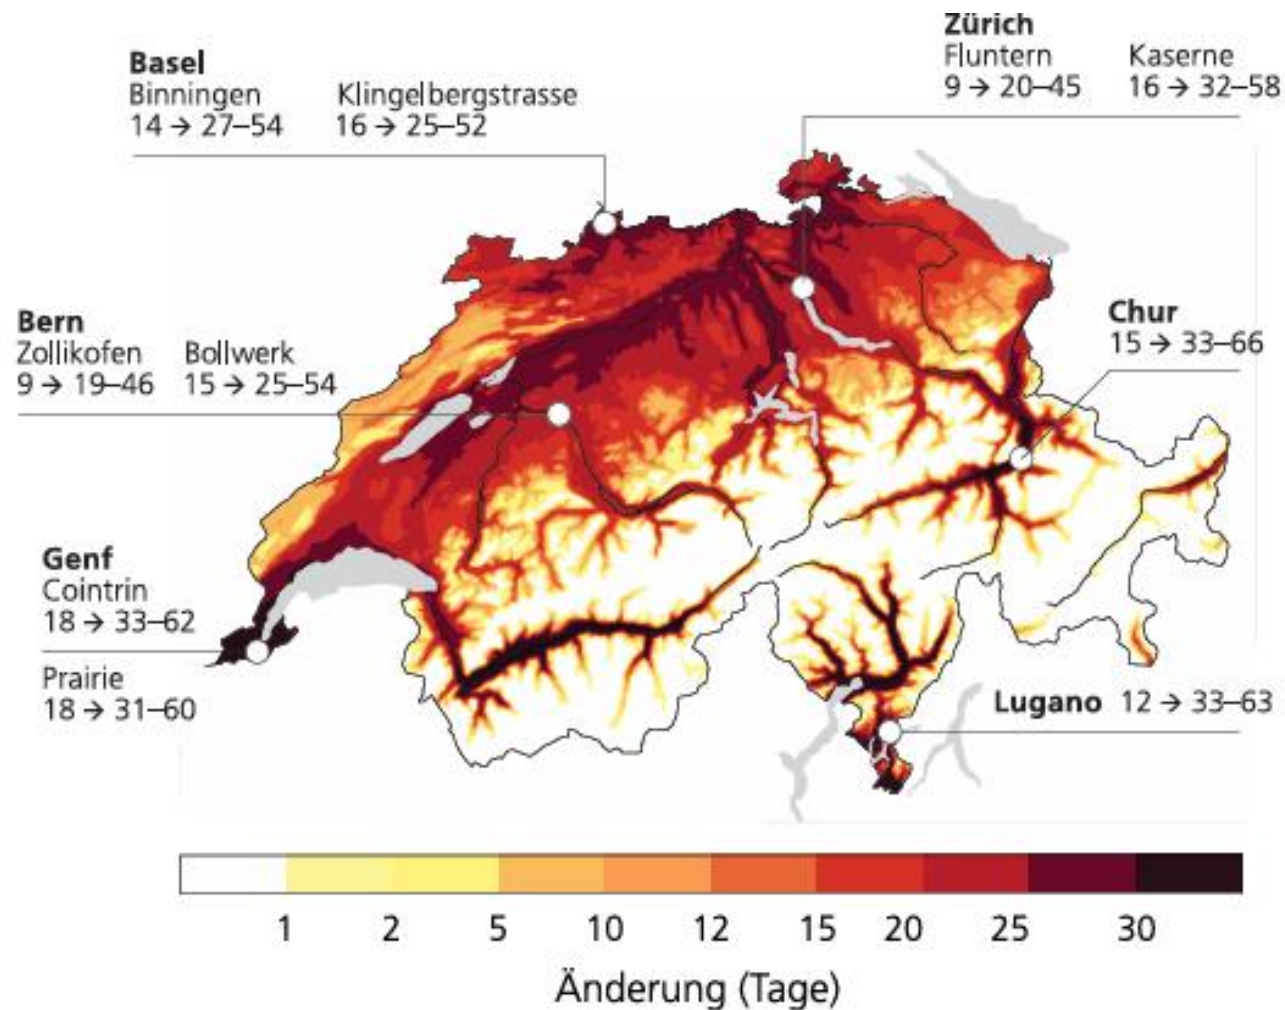 Zürich
Fluntern Kaserne
9 → 20–45 16 → 32–58
Basel
Binningen Klingelbergstrasse
14 → 27–54 16 → 25–52
Bern
Zollikofen Bollwerk
9 → 19–46 15 → 25–54
Chur
15 → 33–66
Genf
Cointrin
18 → 33–62
Prairie
18 → 31–60
Lugano 12 → 33–63
1 2 5 10 12 15 20 25 30
Änderung (Tage)